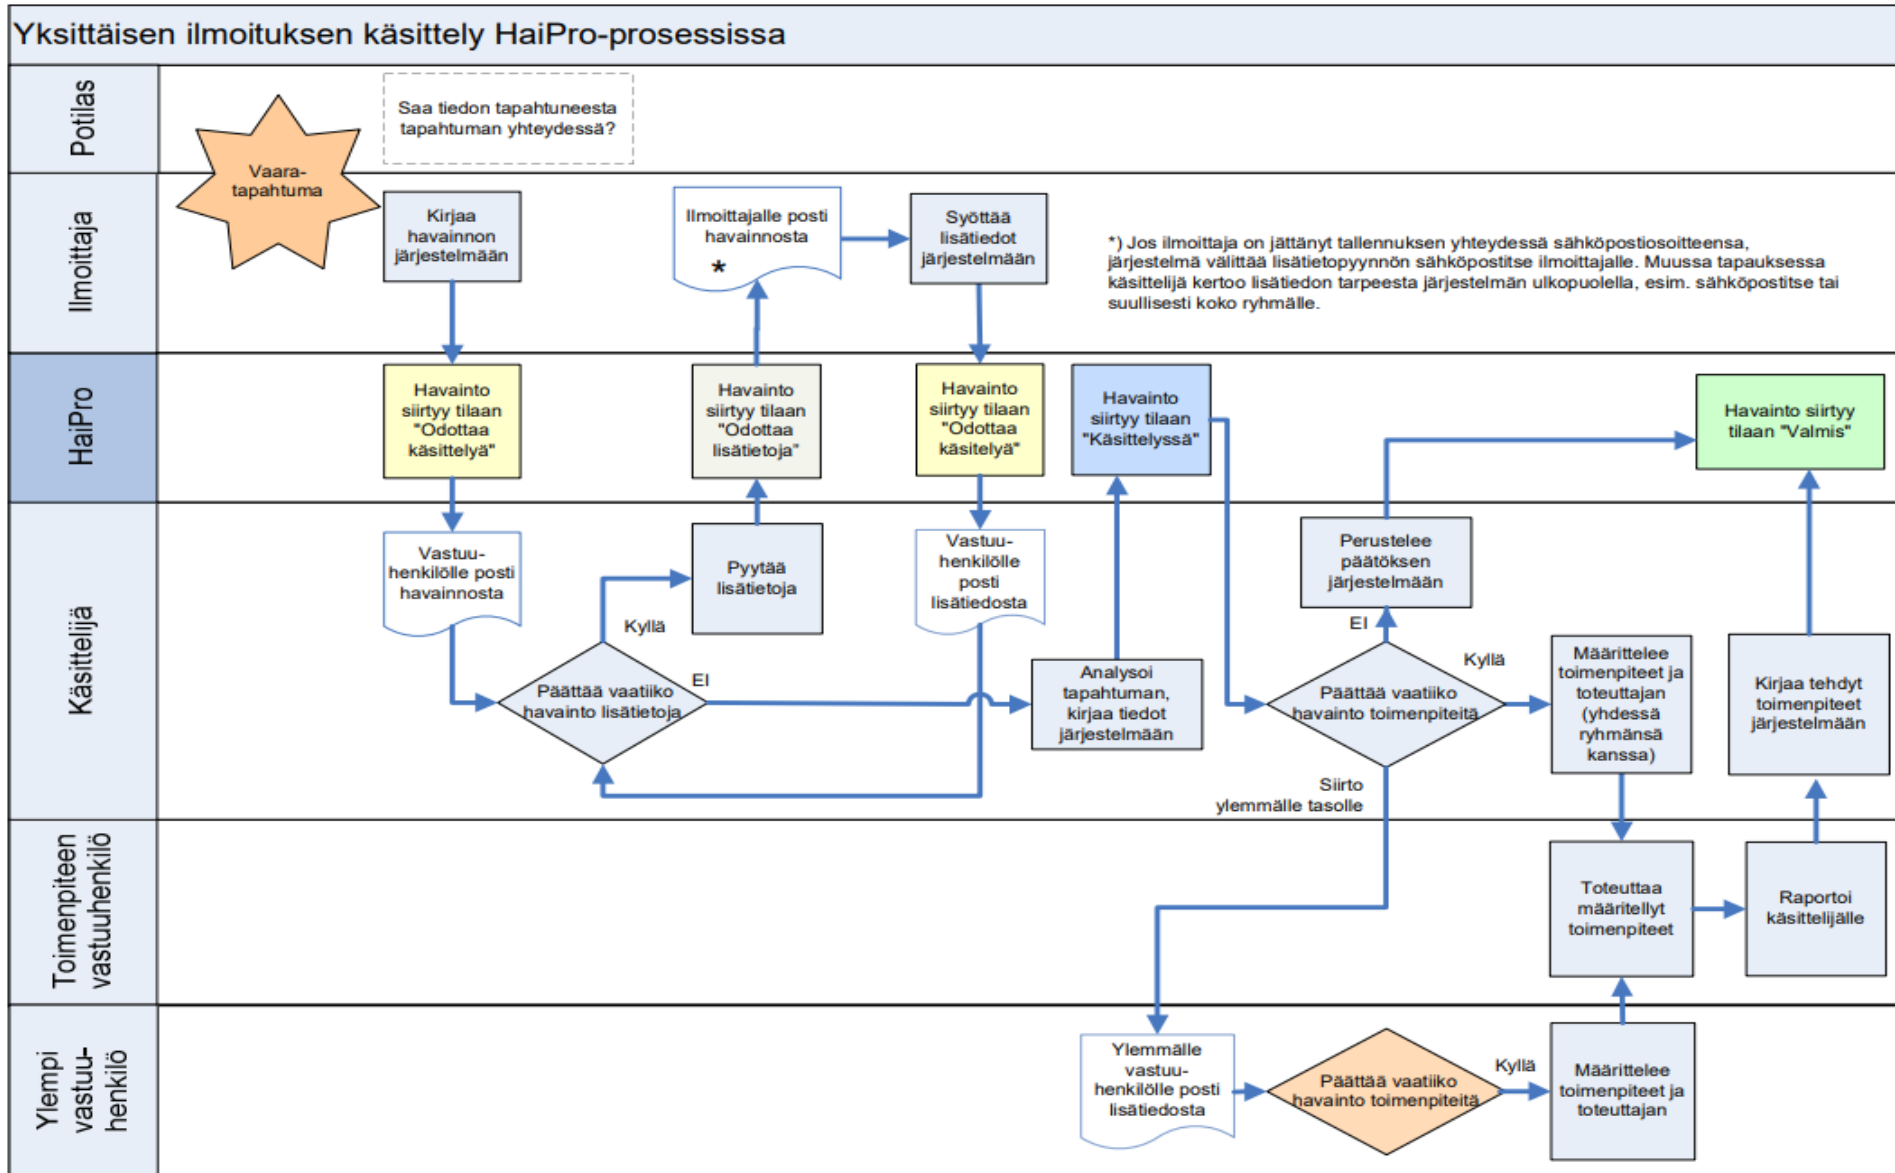 Yksittäisen ilmoituksen käsittely HaiPro-prosessissa
Potilas
Vaara-
tapahtuma
Saa tiedon tapahtuneesta
tapahtuman yhteydessä?
Ilmoittaja
Kirjaa
havainnon
järjestelmään
Ilmoittajalle posti
havainnosta
*
Syöttää
lisätiedot
järjestelmään
*) Jos ilmoittaja on jättänyt tallennuksen yhteydessä sähköpostiosoitteensa,
järjestelmä välittää lisätietopyynnön sähköpostitse ilmoittajalle. Muussa tapauksessa
käsittelijä kertoo lisätiedon tarpeesta järjestelmän ulkopuolella, esim. sähköpostitse tai
suullisesti koko ryhmälle.
HaiPro
Havainto
siirtyy tilaan
"Odottaa
käsittelyä"
Havainto
siirtyy tilaan
"Odottaa
lisätietoja"
Havainto
siirtyy tilaan
"Odottaa
käsitelyä"
Havainto
siirtyy tilaan
"Käsittelyssä"
Havainto siirtyy
tilaan "Valmis"
Käsittelijä
Vastuu-
henkilölle posti
havainnosta
Pyytää
lisätietoja
Kyllä
Päättää vaatiiko
havainto lisätietoja
EI
Vastuu-
henkilölle
posti
lisätiedosta
Analysoi
tapahtuman,
kirjaa tiedot
järjestelmään
Perustelee
päätöksen
järjestelmään
EI
Päättää vaatiiko
havainto toimenpiteitä
Kyllä
Siirto
ylemmälle tasolle
Määrittelee
toimenpiteet ja
toteuttajan
(yhdessä
ryhmänsä
kanssa)
Kirjaa tehdyt
toimenpiteet
järjestelmään
Toimenpiteen
vastuuhenkilö
Toteuttaa
määritellyt
toimenpiteet
Raportoi
käsittelijälle
Ylempi
vastuu-
henkilö
Ylemmälle
vastuu-
henkilölle posti
lisätiedosta
Päättää vaatiiko
havainto toimenpiteitä
Kyllä
Määrittelee
toimenpiteet ja
toteuttajan